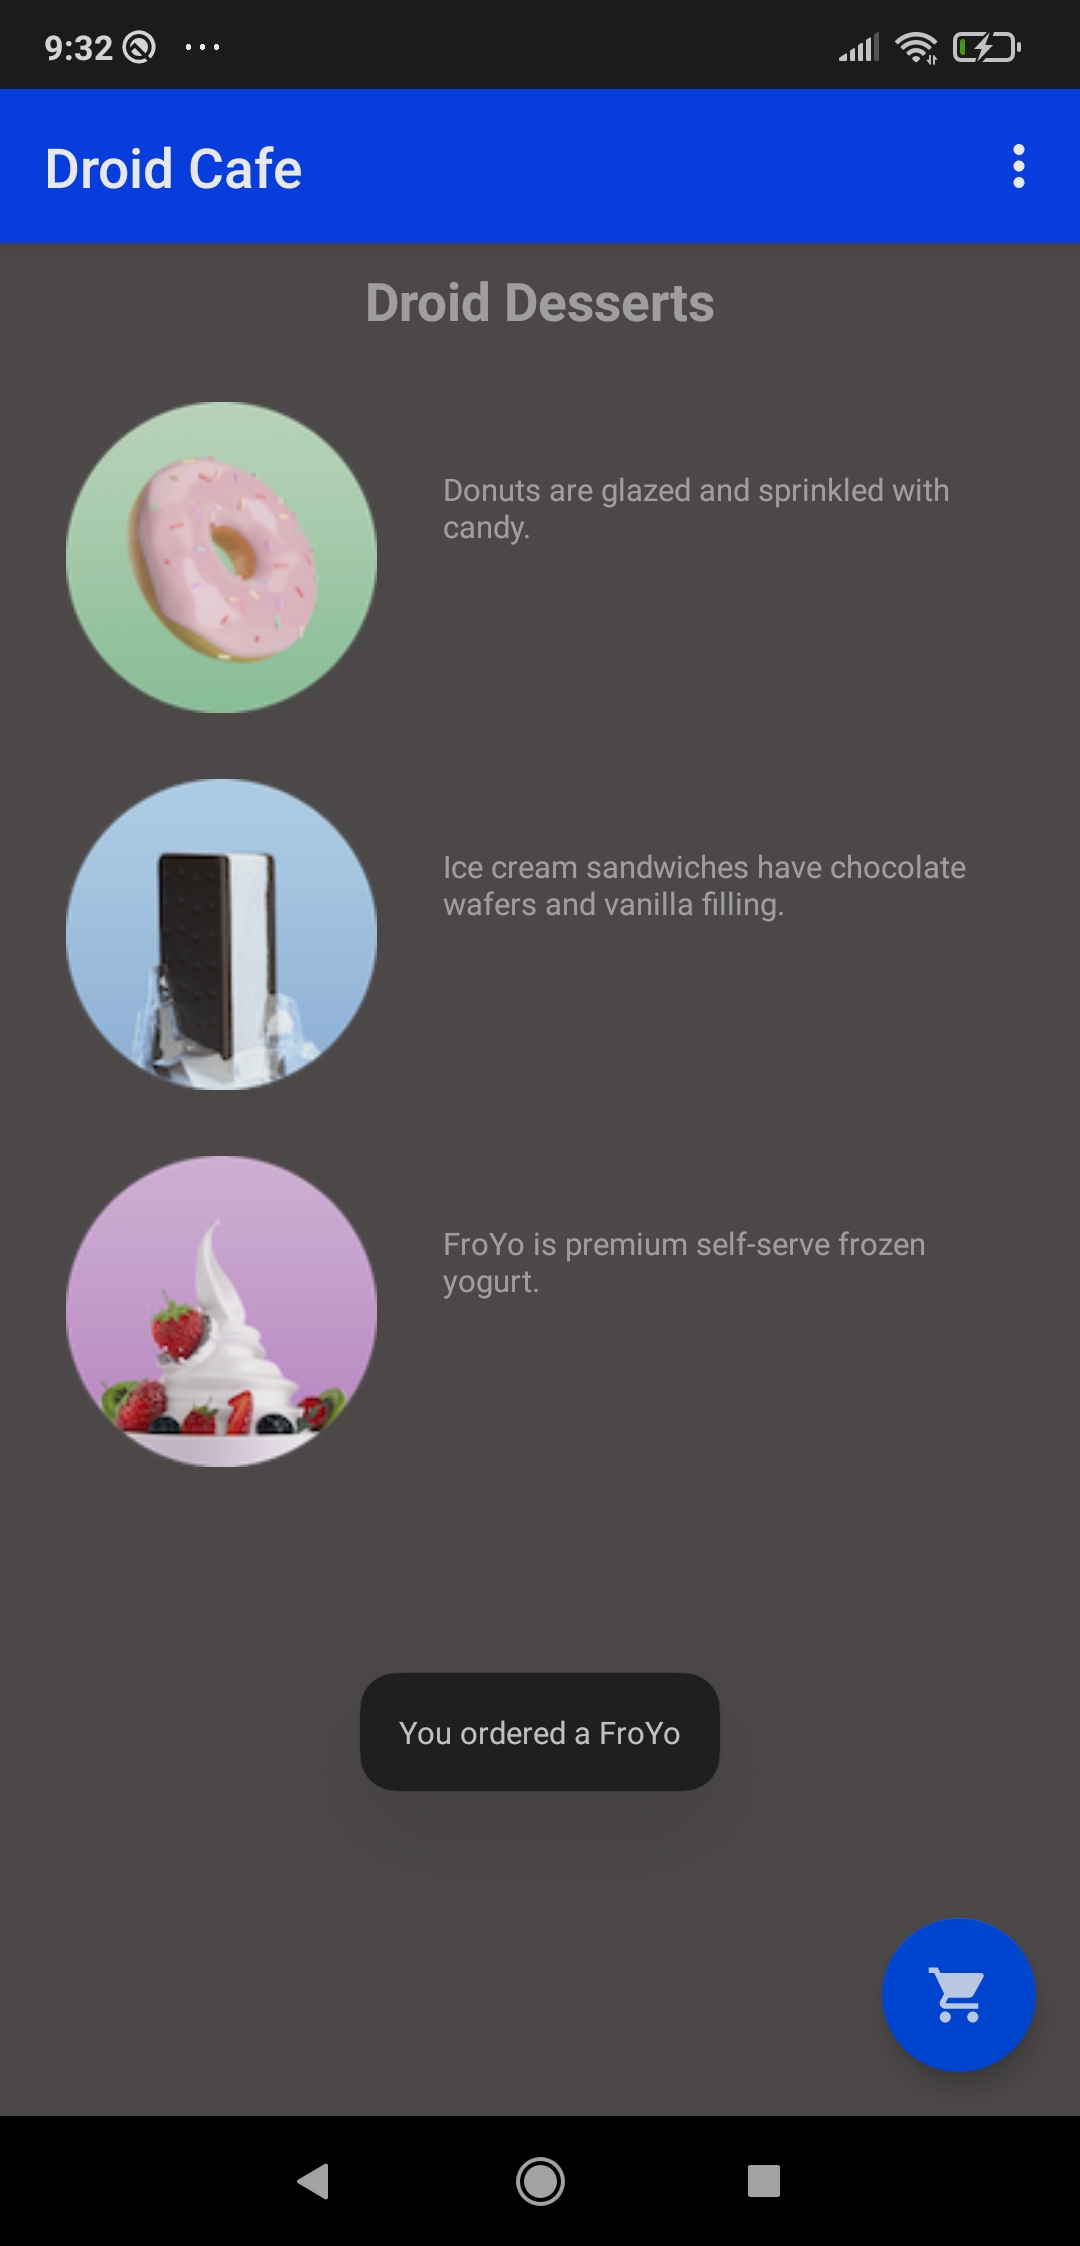 9:32
Droid Cafe
Droid Desserts
Donuts are glazed and sprinkled with
candy.
Ice cream sandwiches have chocolate
wafers and vanilla filling.
FroYo is premium self-serve frozen
yogurt.
You ordered a FroYo